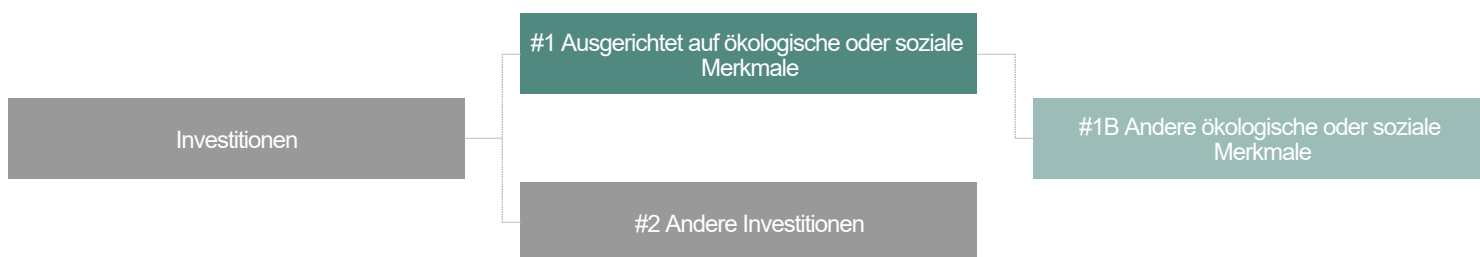 #1 Ausgerichtet auf ökologische oder soziale
Merkmale
Investitionen
#1B Andere ökologische oder soziale
Merkmale
#2 Andere Investitionen